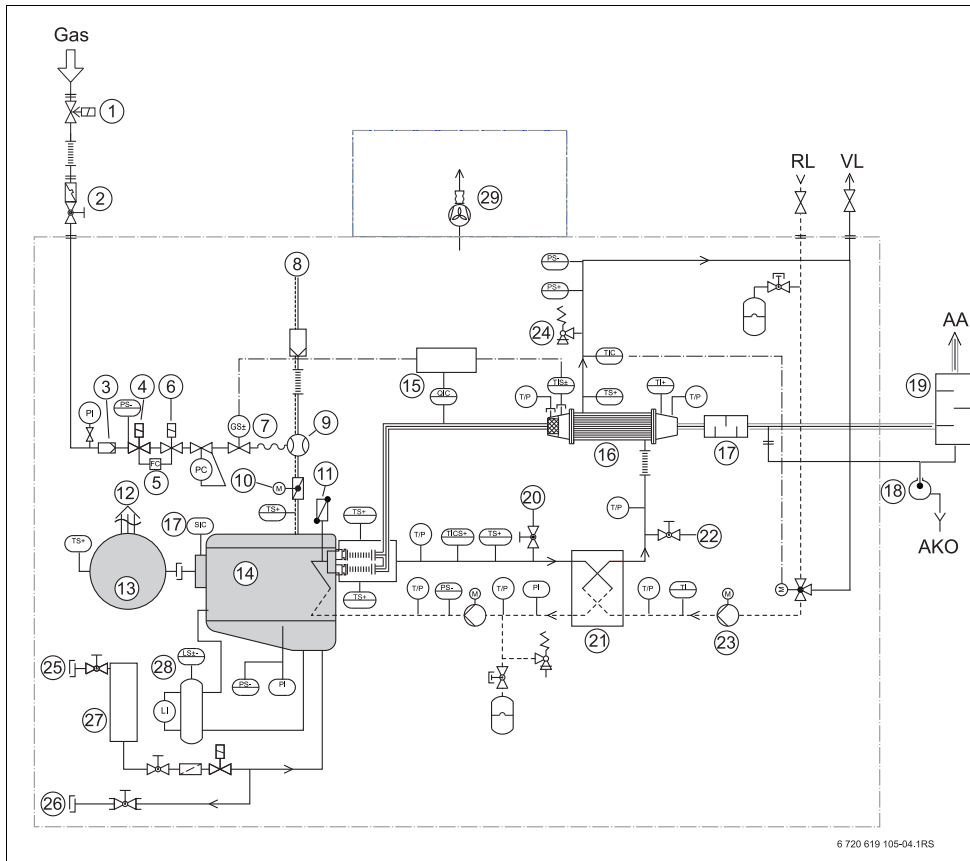 Gas
1
2
29
RL
VL
8
PS-
PS+
24
AA
15
TIC
19
3
4
6
PS-
PI
GS±
7
QIC
T/P
TIS±
TS+
TI+
T/P
9
FC
5
PC
16
17
10
M
11
12
TS+
TS+
20
18
17
SIC
T/P
22
AKO
TS+
14
T/P
TICS+
TS+
13
TS+
T/P
PS-
M
T/P
PI
T/P
TI
M
M
21
23
25
28
LS±-
27
LI
PS-
PI
26
6 720 619 105-04.1RS